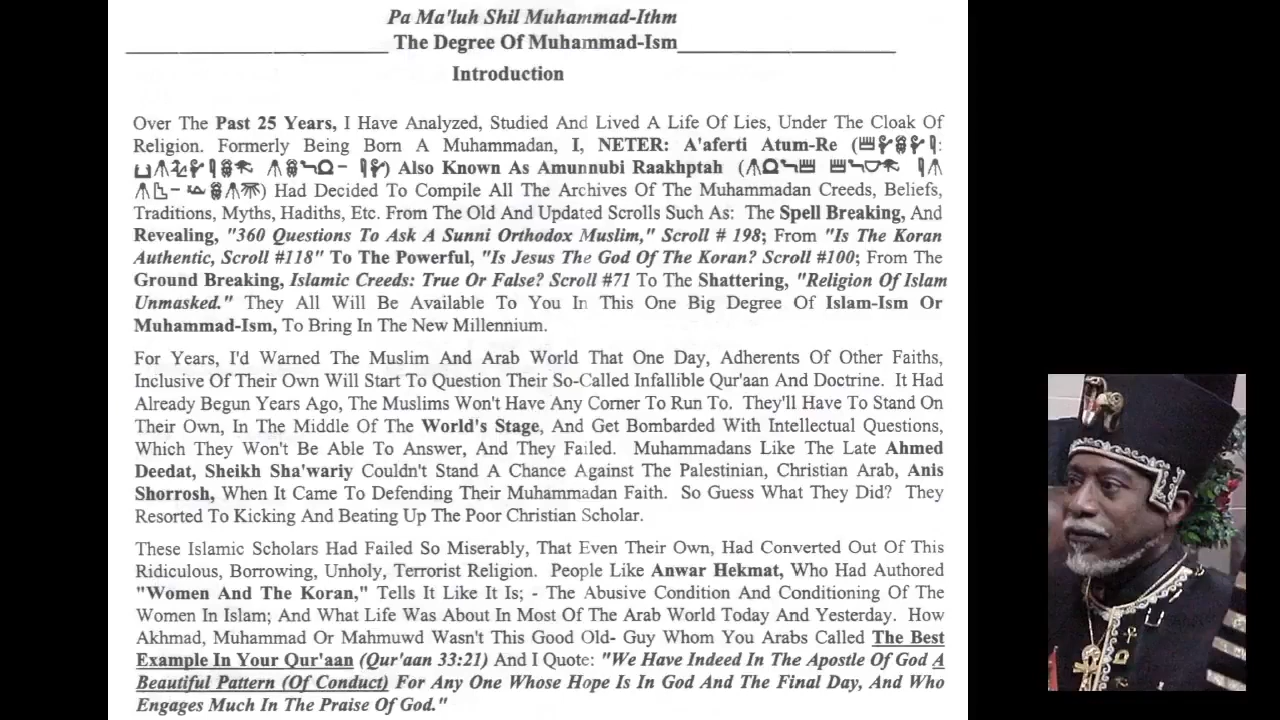 Pa Ma'luh Shil Muhammad-Ithm
The Degree Of Muhammad-Ism
Introduction
Over The Past 25 Years, I Have Analyzed, Studied And Lived A Life Of Lies, Under The Cloak Of
Religion. Formerly Being Born A Muhammadan, I, NETER: A'aferti Atum-Re (
) Also Known As Amunnubi Raakhptah (
) Had Decided To Compile All The Archives Of The Muhammadan Creeds, Beliefs,
Traditions, Myths, Hadiths, Etc. From The Old And Updated Scrolls Such As: The Spell Breaking, And
Revealing, "360 Questions To Ask A Sunni Orthodox Muslim," Scroll # 198; From "Is The Koran
Authentic, Scroll #118" To The Powerful, "Is Jesus The God Of The Koran? Scroll #100; From The
Ground Breaking, Islamic Creeds: True Or False? Scroll #71 To The Shattering, "Religion Of Islam
Unmasked." They All Will Be Available To You In This One Big Degree Of Islam-Ism Or
Muhammad-Ism, To Bring In The New Millennium.
For Years, I'd Warned The Muslim And Arab World That One Day, Adherents Of Other Faiths,
Inclusive Of Their Own Will Start To Question Their So-Called Infallible Qur'aan And Doctrine. It Had
Already Begun Years Ago, The Muslims Won't Have Any Corner To Run To. They'll Have To Stand On
Their Own, In The Middle Of The World's Stage, And Get Bombarded With Intellectual Questions,
Which They Won't Be Able To Answer, And They Failed. Muhammadans Like The Late Ahmed
Deedat, Sheikh Sha'wariy Couldn't Stand A Chance Against The Palestinian, Christian Arab, Anis
Shorrosh, When It Came To Defending Their Muhammadan Faith. So Guess What They Did? They
Resorted To Kicking And Beating Up The Poor Christian Scholar.
These Islamic Scholars Had Failed So Miserably, That Even Their Own, Had Converted Out Of This
Ridiculous, Borrowing, Unholy, Terrorist Religion. People Like Anwar Hekmat, Who Had Authored
"Women And The Koran," Tells It Like It Is; - The Abusive Condition And Conditioning Of The
Women In Islam; And What Life Was About In Most Of The Arab World Today And Yesterday. How
Akhmad, Muhammad Or Mahmuwd Wasn't This Good Old- Guy Whom You Arabs Called The Best
Example In Your Qur'aan (Qur'aan 33:21) And I Quote: "We Have Indeed In The Apostle Of God A
Beautiful Pattern (Of Conduct) For Any One Whose Hope Is In God And The Final Day, And Who
Engages Much In The Praise Of God."